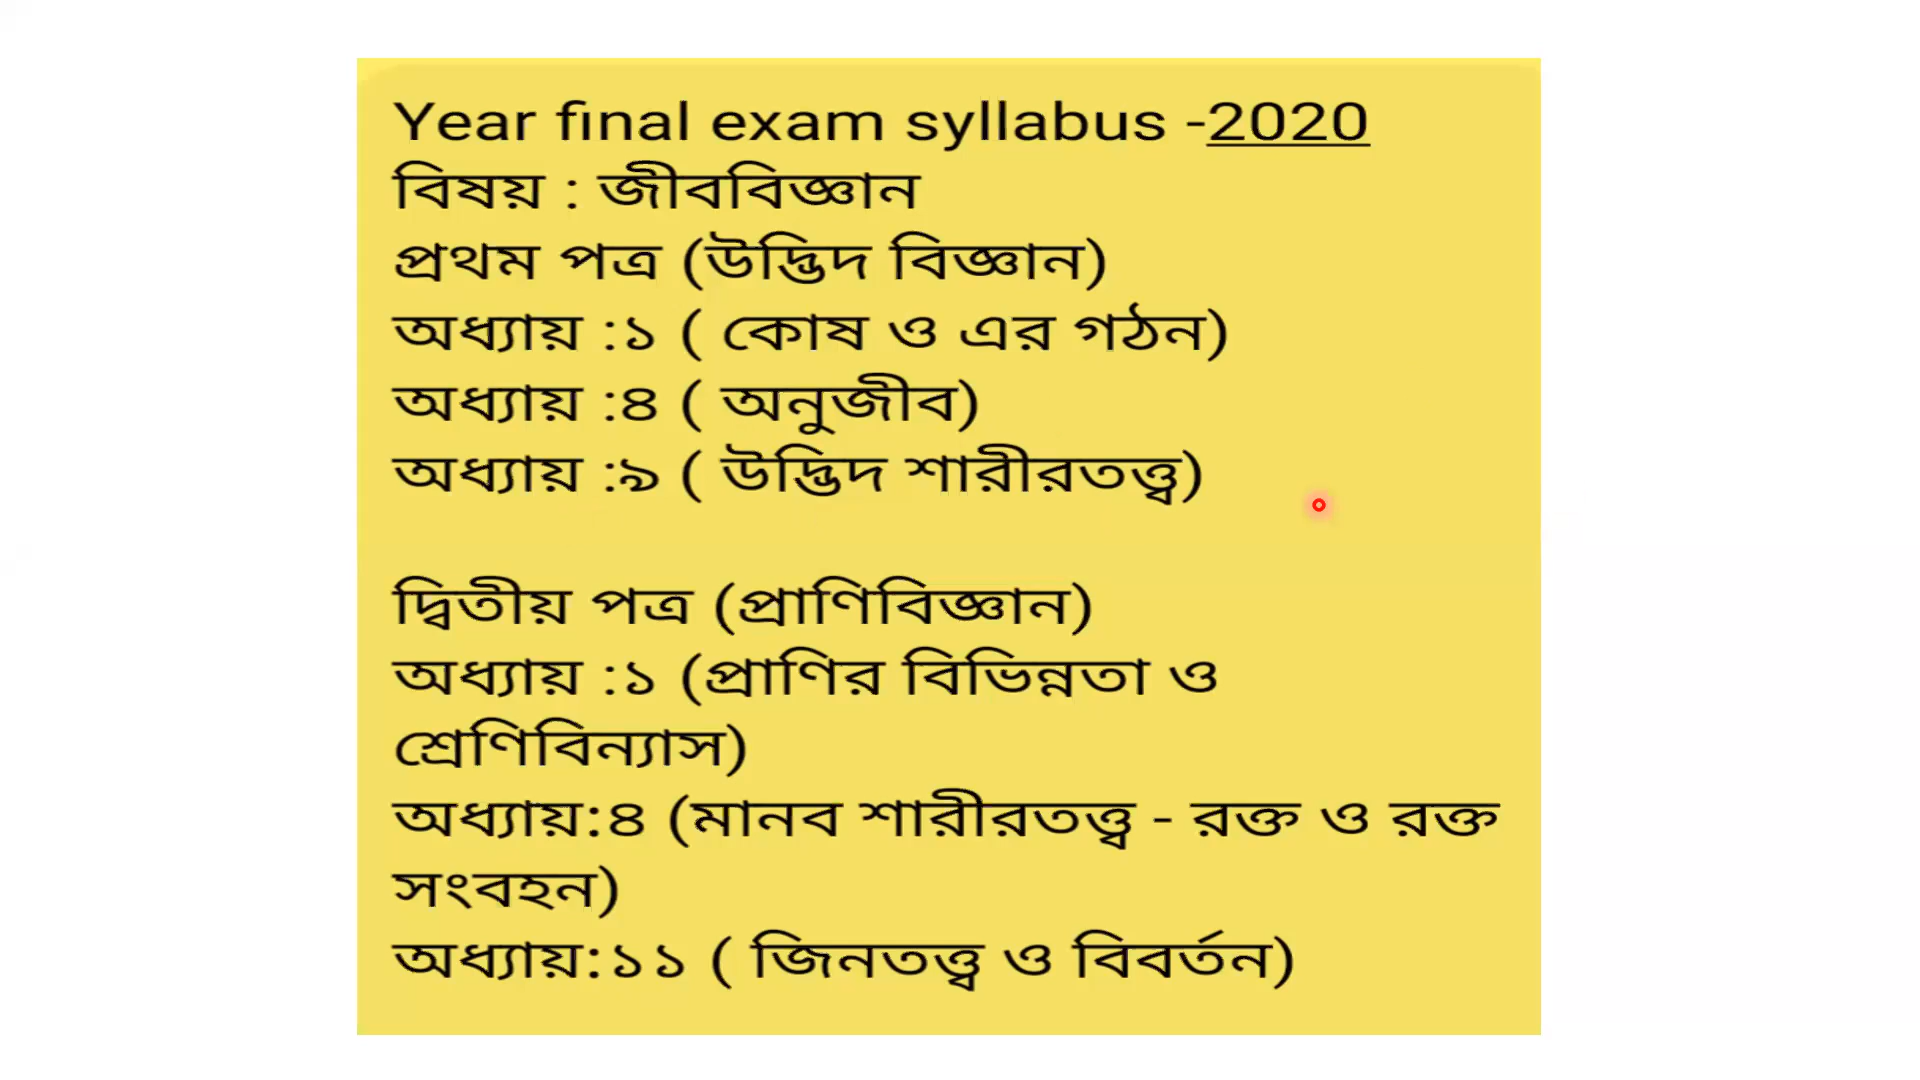 Year final exam syllabus -2020
বিষয় : জীববিজ্ঞান
প্রথম পত্র (উদ্ভিদ বিজ্ঞান)
অধ্যায় :১ ( কোষ ও এর গঠন)
অধ্যায় :৪ ( অনুজীব)
অধ্যায় :৯ ( উদ্ভিদ শারীরতত্ত্ব)
দ্বিতীয় পত্র (প্রাণিবিজ্ঞান)
অধ্যায় :১ (প্রাণির বিভিন্নতা ও
শ্রেণিবিন্যাস)
অধ্যায়:৪ (মানব শারীরতত্ত্ব - রক্ত ও রক্ত
সংবহন)
অধ্যায়:১১ ( জিনতত্ত্ব ও বিবর্তন)